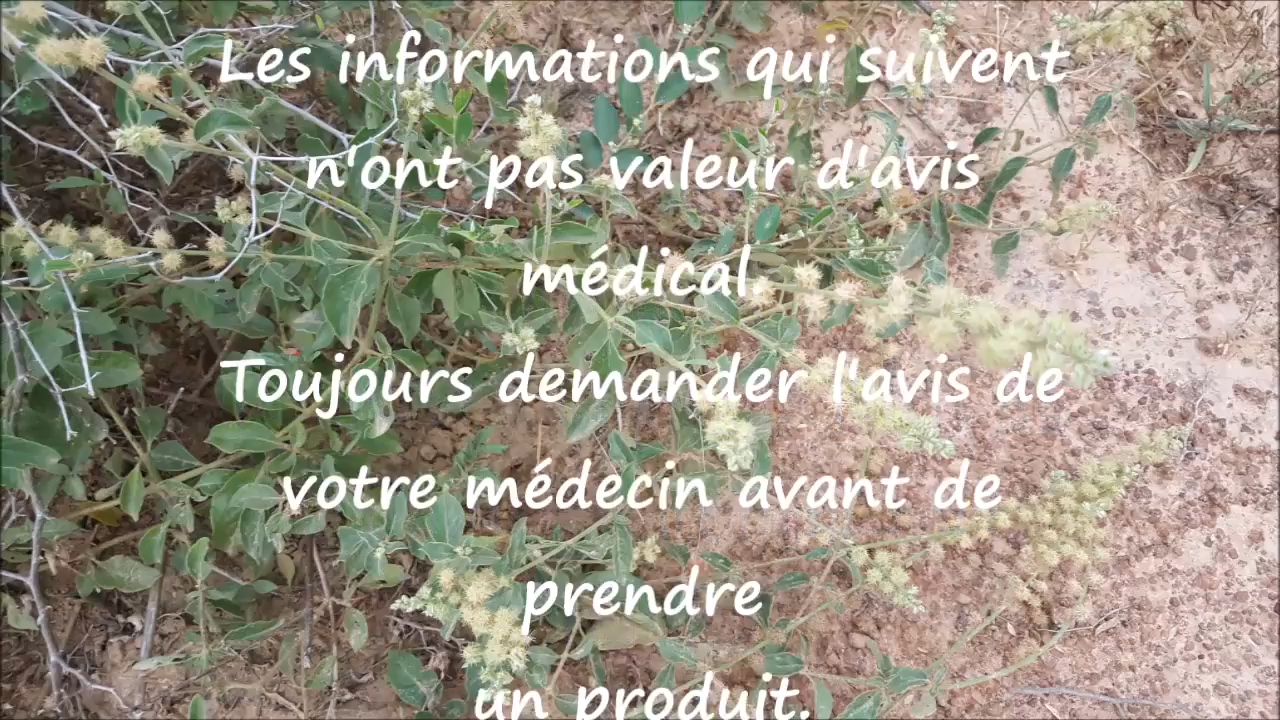 Les informations qui suivent
n'ont pas valeur d'avis
médical.
Toujours demander l'avis de
votre médecin avant de
prendre
un produit.